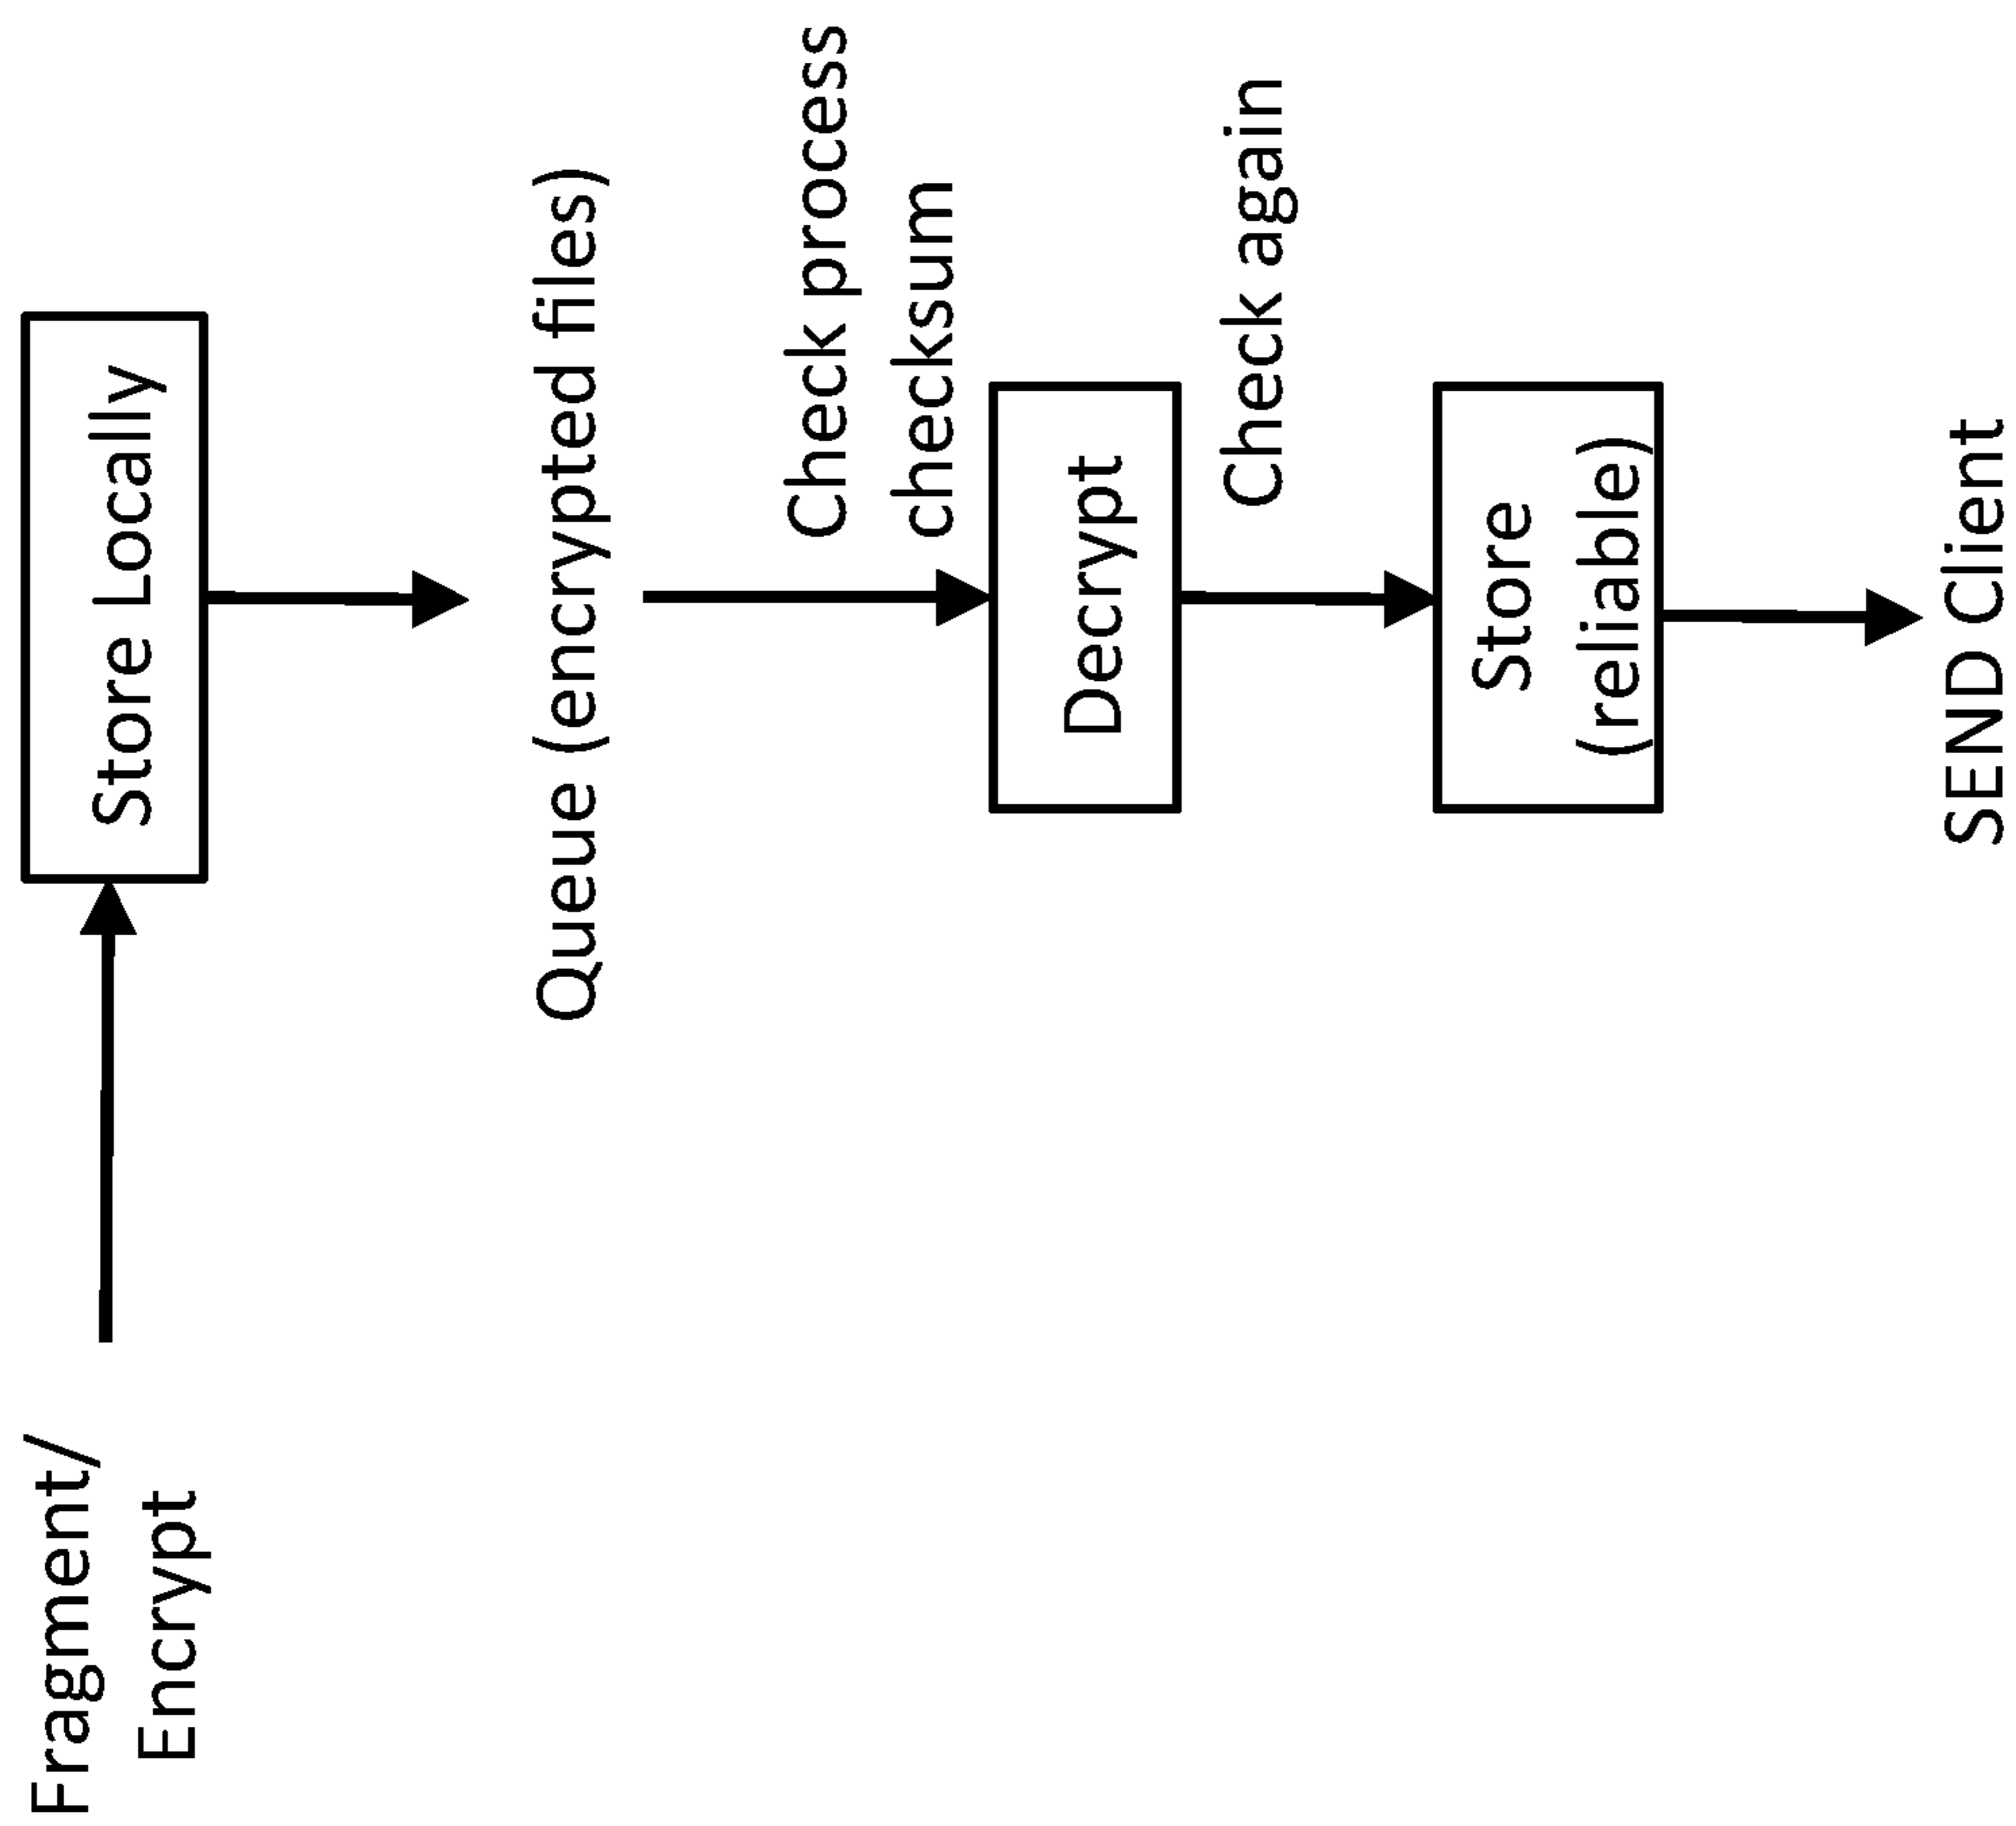 Fragment/
Encrypt
Store Locally
Queue (encrypted files)
Check process
checksum
Decrypt
Check again
Store
(reliable)
SEND Client